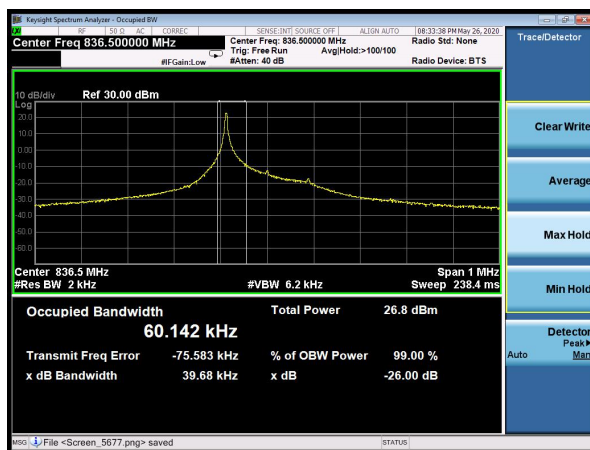 Keysight Spectrum Analyzer - Occupied BW
RF 50 Ω AC CORREC SENSE:INT SOURCE OFF ALIGN AUTO 08:33:38 PM May 26, 2020
Center Freq 836.500000 MHz Center Freq: 836.500000 MHz Radio Std: None
Trig: Free Run Avg|Hold:>100/100
#IFGain:Low #Atten: 40 dB Radio Device: BTS
Trace/Detector
10 dB/div Ref 30.00 dBm
Log
20.0
10.0
0.00
-10.0
-20.0
-30.0
-40.0
-50.0
-60.0
Center 836.5 MHz Span 1 MHz
#Res BW 2 kHz #VBW 6.2 kHz Sweep 238.4 ms
Occupied Bandwidth Total Power 26.8 dBm
60.142 kHz
Transmit Freq Error -75.583 kHz % of OBW Power 99.00 %
x dB Bandwidth 39.68 kHz x dB -26.00 dB
Clear Write
Average
Max Hold
Min Hold
Detector
Peak
Auto Man
MSG File <Screen_5677.png> saved STATUS